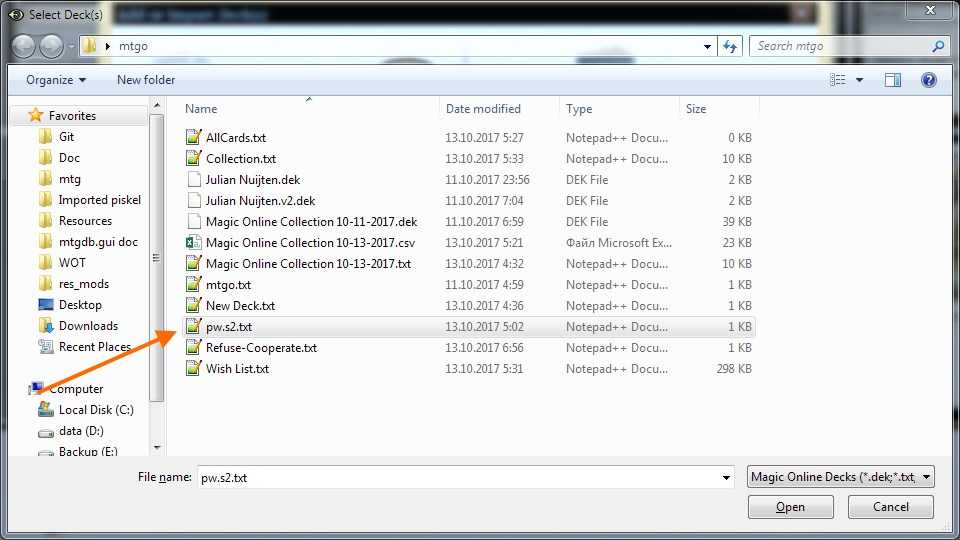 Select Deck(s)
Add or Import Deck(s)
mtgo
Search mtgo
Organize
New folder
Favorites
Git
Doc
mtg
Imported piskel
Resources
mtgdb.gui doc
WOT
res_mods
Desktop
Downloads
Recent Places
Computer
Local Disk (C:)
data (D:)
Backup (E:)
Name Date modified Type Size
AllCards.txt 13.10.2017 5:27 Notepad++ Docu... 0 KB
Collection.txt 13.10.2017 5:33 Notepad++ Docu... 10 KB
Julian Nuijten.dek 11.10.2017 23:56 DEK File 2 KB
Julian Nuijten.v2.dek 11.10.2017 7:04 DEK File 2 KB
Magic Online Collection 10-11-2017.dek 11.10.2017 6:59 DEK File 39 KB
Magic Online Collection 10-13-2017.csv 13.10.2017 5:21 Файл Microsoft Ex... 23 KB
Magic Online Collection 10-13-2017.txt 13.10.2017 4:32 Notepad++ Docu... 10 KB
mtgo.txt 11.10.2017 4:59 Notepad++ Docu... 1 KB
New Deck.txt 13.10.2017 4:36 Notepad++ Docu... 1 KB
pw.s2.txt 13.10.2017 5:02 Notepad++ Docu... 1 KB
Refuse-Cooperate.txt 13.10.2017 6:56 Notepad++ Docu... 1 KB
Wish List.txt 13.10.2017 5:31 Notepad++ Docu... 298 KB
File name: pw.s2.txt
Magic Online Decks (*.dek;*.txt;
Open
Cancel